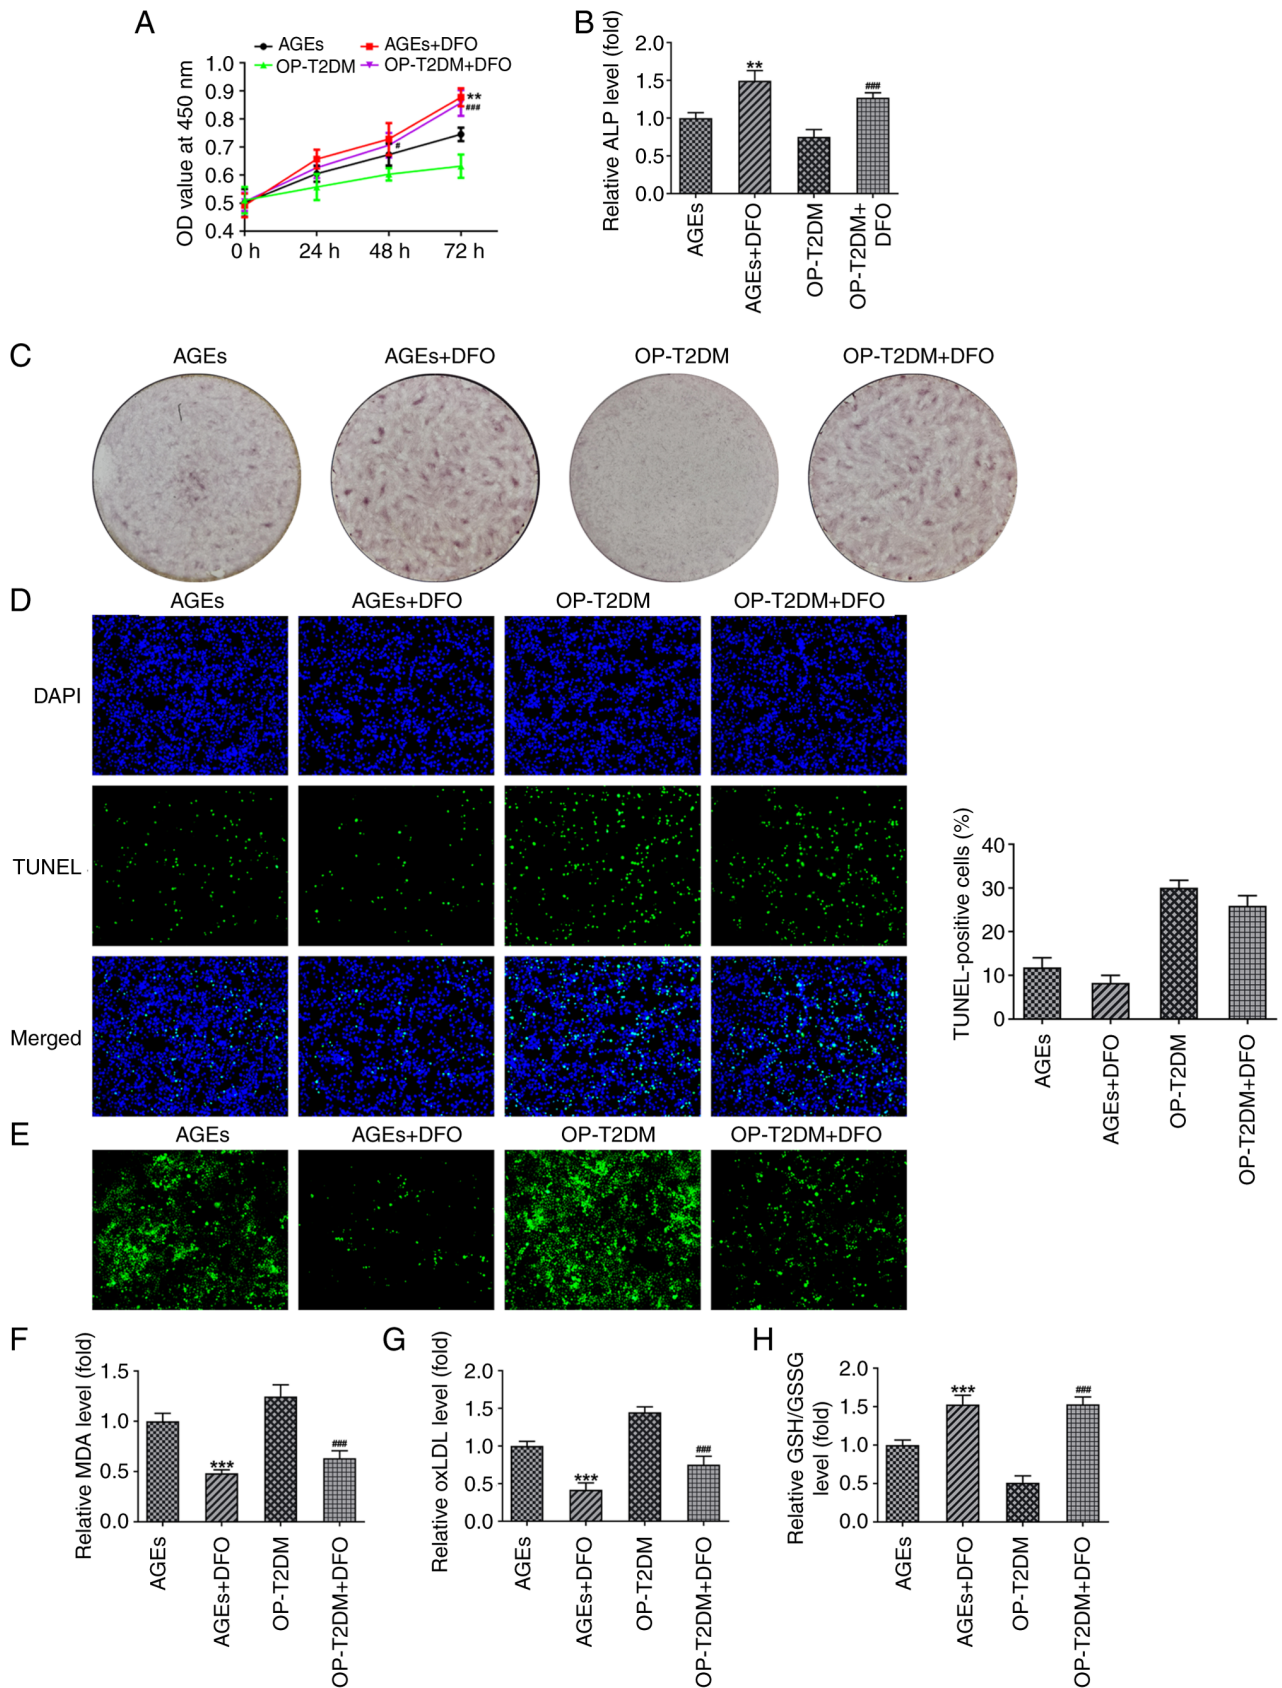 A
AGEs
AGEs+DFO
OP-T2DM
OP-T2DM+DFO
OD value at 450 nm
1.0
0.9
0.8
0.7
0.6
0.5
0.4
**
###
#
0 h
24 h
48 h
72 h
B
Relative ALP level (fold)
2.0
1.5
1.0
0.5
0.0
**
###
AGEs
AGEs+DFO
OP-T2DM
OP-T2DM+
DFO
C
AGEs
AGEs+DFO
OP-T2DM
OP-T2DM+DFO
D
AGEs
AGEs+DFO
OP-T2DM
OP-T2DM+DFO
DAPI
TUNEL
Merged
TUNEL-positive cells (%)
40
30
20
10
0
AGEs
AGEs+DFO
OP-T2DM
OP-T2DM+DFO
E
AGEs
AGEs+DFO
OP-T2DM
OP-T2DM+DFO
F
Relative MDA level (fold)
1.5
1.0
0.5
0.0
***
###
AGEs
AGEs+DFO
OP-T2DM
OP-T2DM+DFO
G
Relative oxLDL level (fold)
2.0
1.5
1.0
0.5
0.0
***
###
AGEs
AGEs+DFO
OP-T2DM
OP-T2DM+DFO
H
Relative GSH/GSSG
level (fold)
2.0
1.5
1.0
0.5
0.0
***
###
AGEs
AGEs+DFO
OP-T2DM
OP-T2DM+DFO